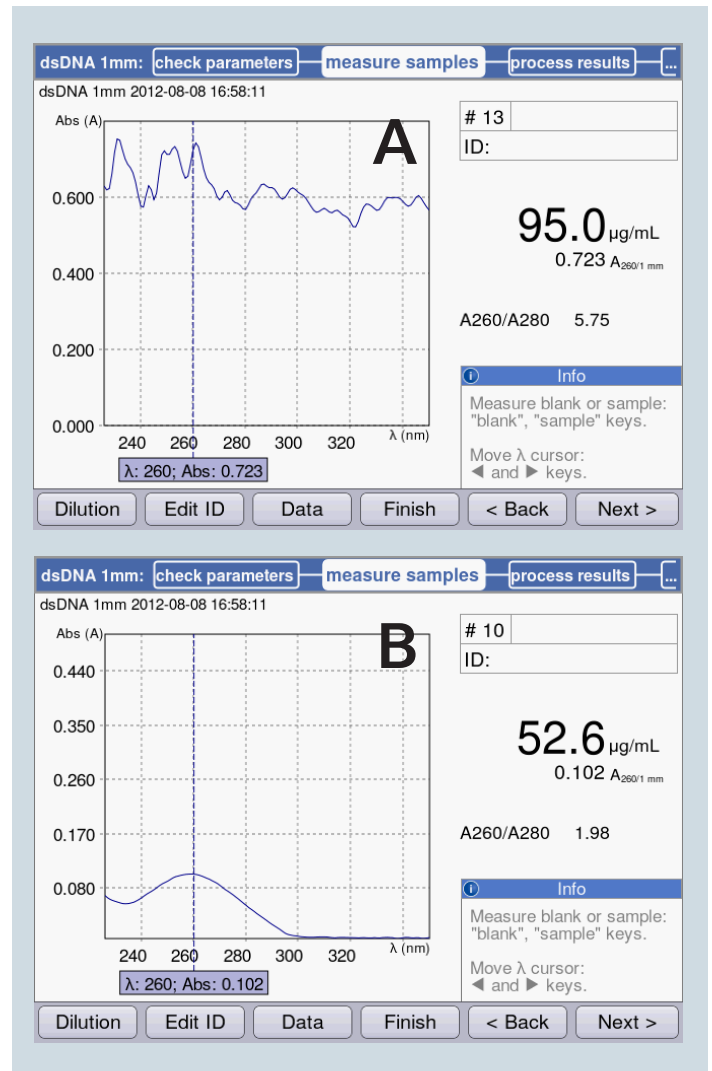 dsDNA 1mm: check parameters measure samples process results ...
dsDNA 1mm 2012-08-08 16:58:11
Abs (A)
A
# 13
ID:
0.600
95.0 µg/mL
0.723 A260/1 mm
0.400
A260/A280 5.75
0.200
Info
Measure blank or sample:
"blank", "sample" keys.
0.000
240 260 280 300 320 λ (nm)
Move λ cursor:
◀ and ▶ keys.
λ: 260; Abs: 0.723
Dilution Edit ID Data Finish < Back Next >
dsDNA 1mm: check parameters measure samples process results ...
dsDNA 1mm 2012-08-08 16:58:11
Abs (A)
B
# 10
ID:
0.440
0.350
52.6 µg/mL
0.102 A260/1 mm
0.260
0.170
A260/A280 1.98
0.080
Info
Measure blank or sample:
"blank", "sample" keys.
240 260 280 300 320 λ (nm)
Move λ cursor:
◀ and ▶ keys.
λ: 260; Abs: 0.102
Dilution Edit ID Data Finish < Back Next >